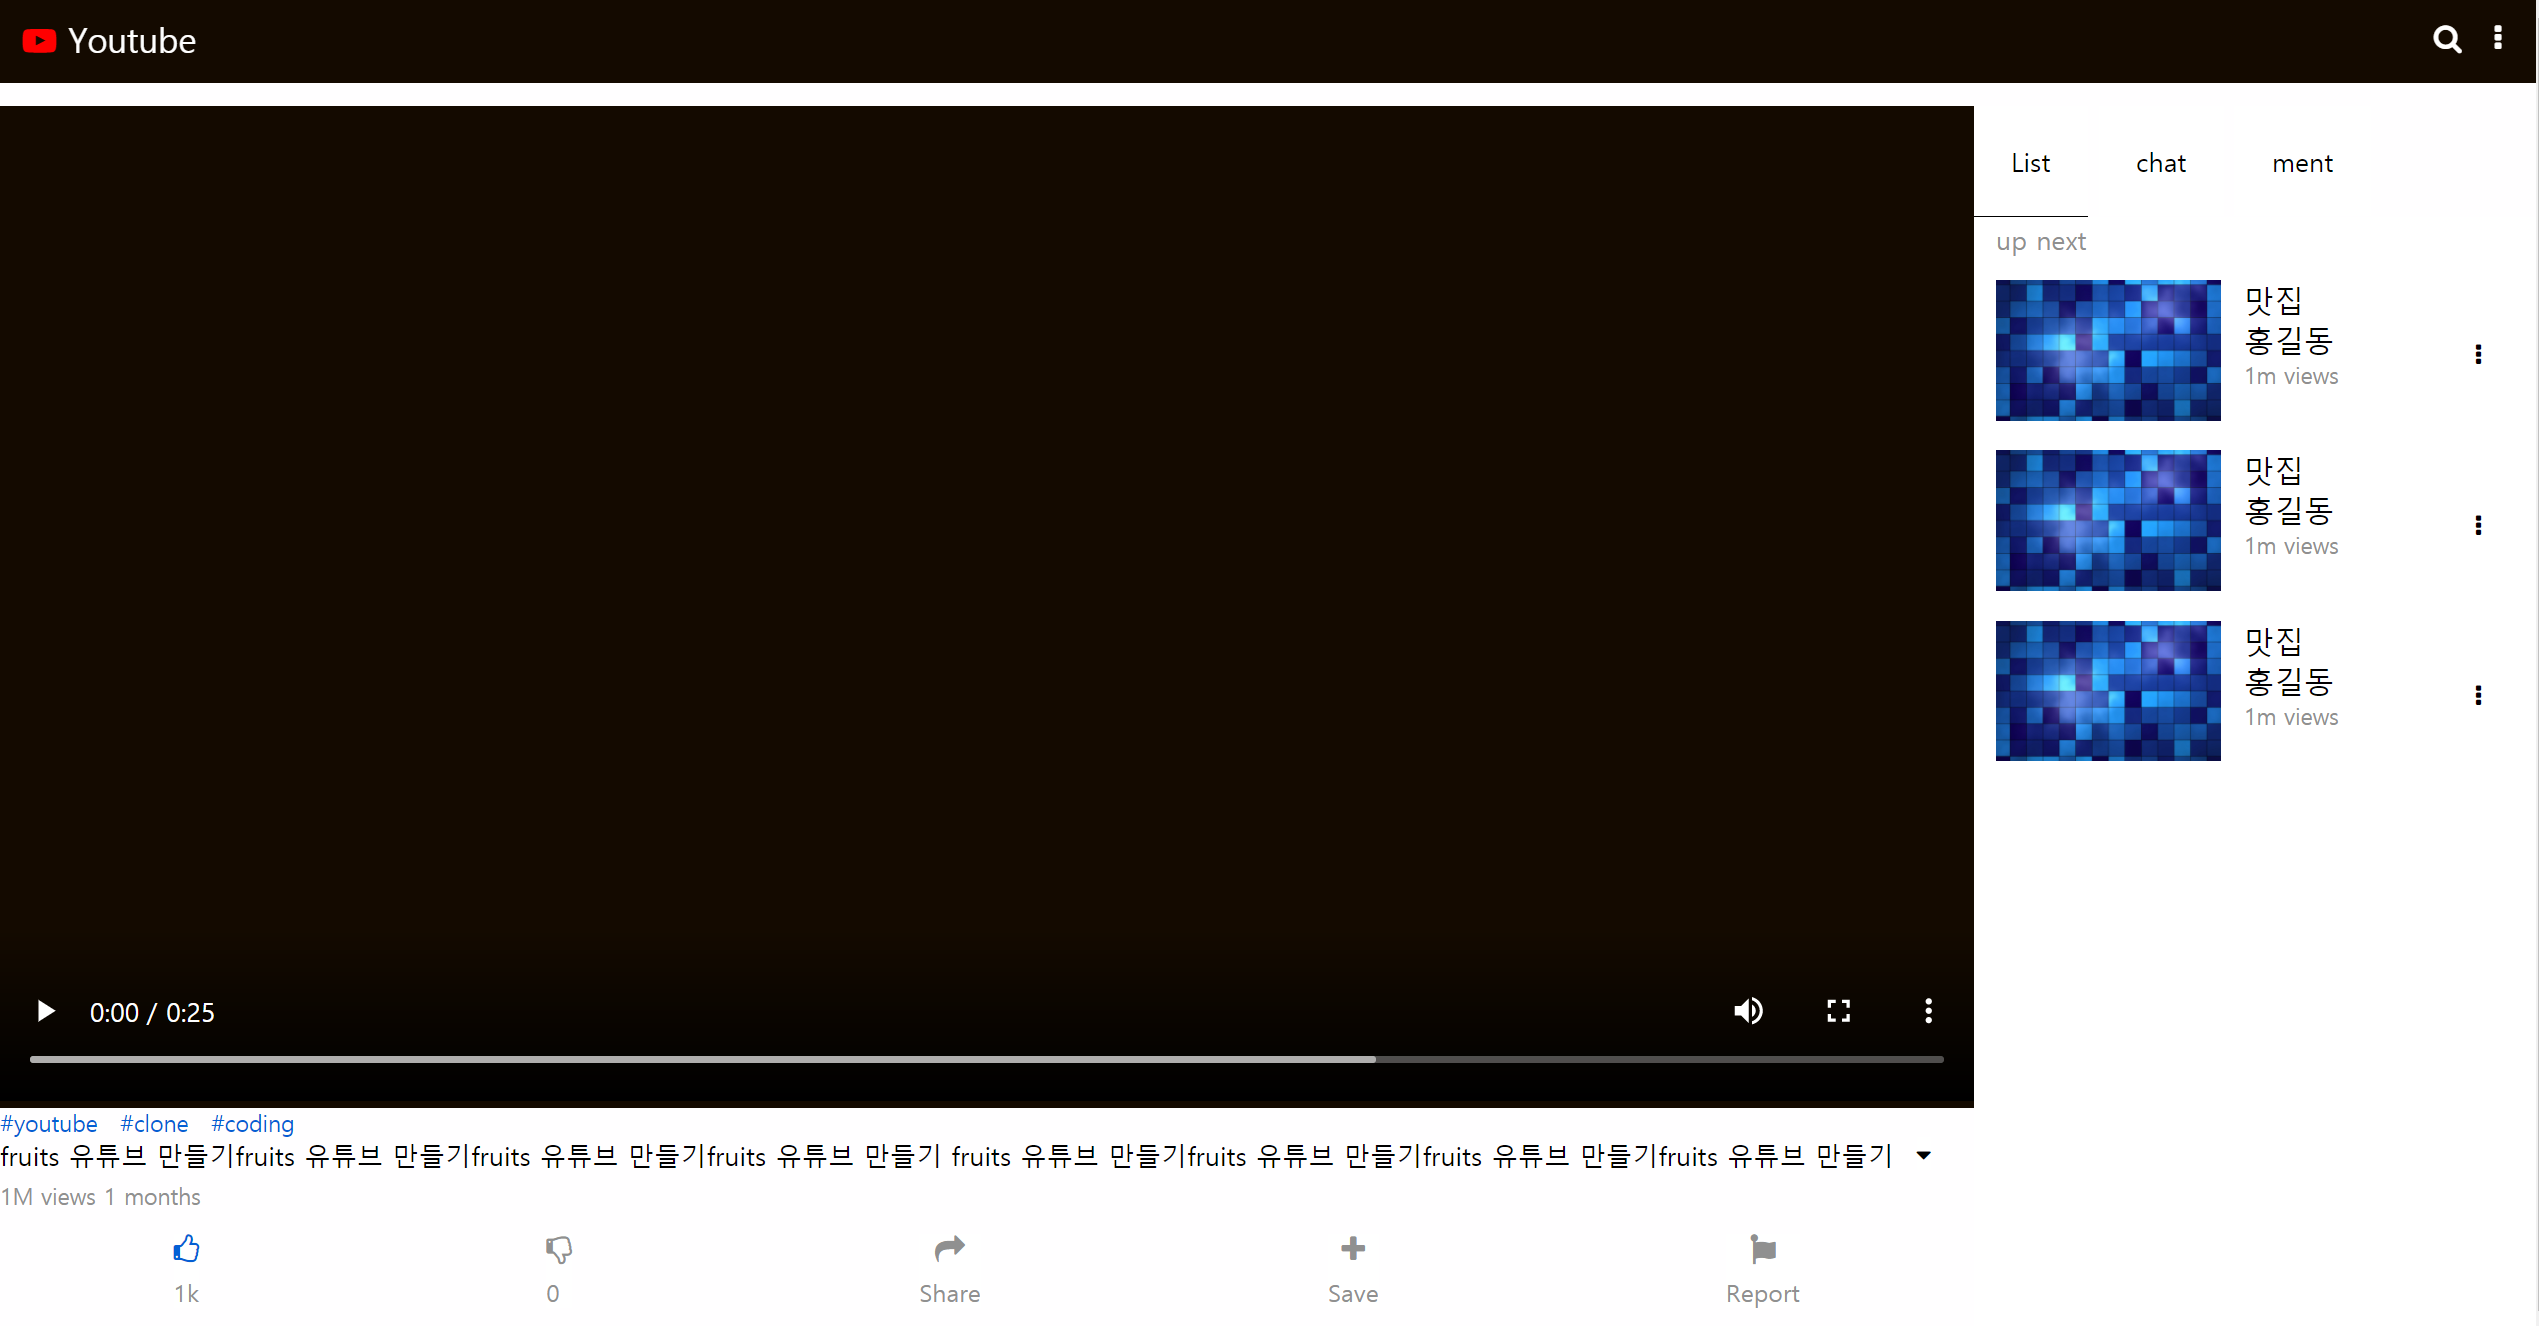 Youtube
List
chat
ment
up next
맛집
홍길동
1m views
맛집
홍길동
1m views
맛집
홍길동
1m views
0:00 / 0:25
#youtube #clone #coding
fruits 유튜브 만들기fruits 유튜브 만들기fruits 유튜브 만들기fruits 유튜브 만들기 fruits 유튜브 만들기fruits 유튜브 만들기fruits 유튜브 만들기fruits 유튜브 만들기
1M views 1 months
1k
0
Share
Save
Report